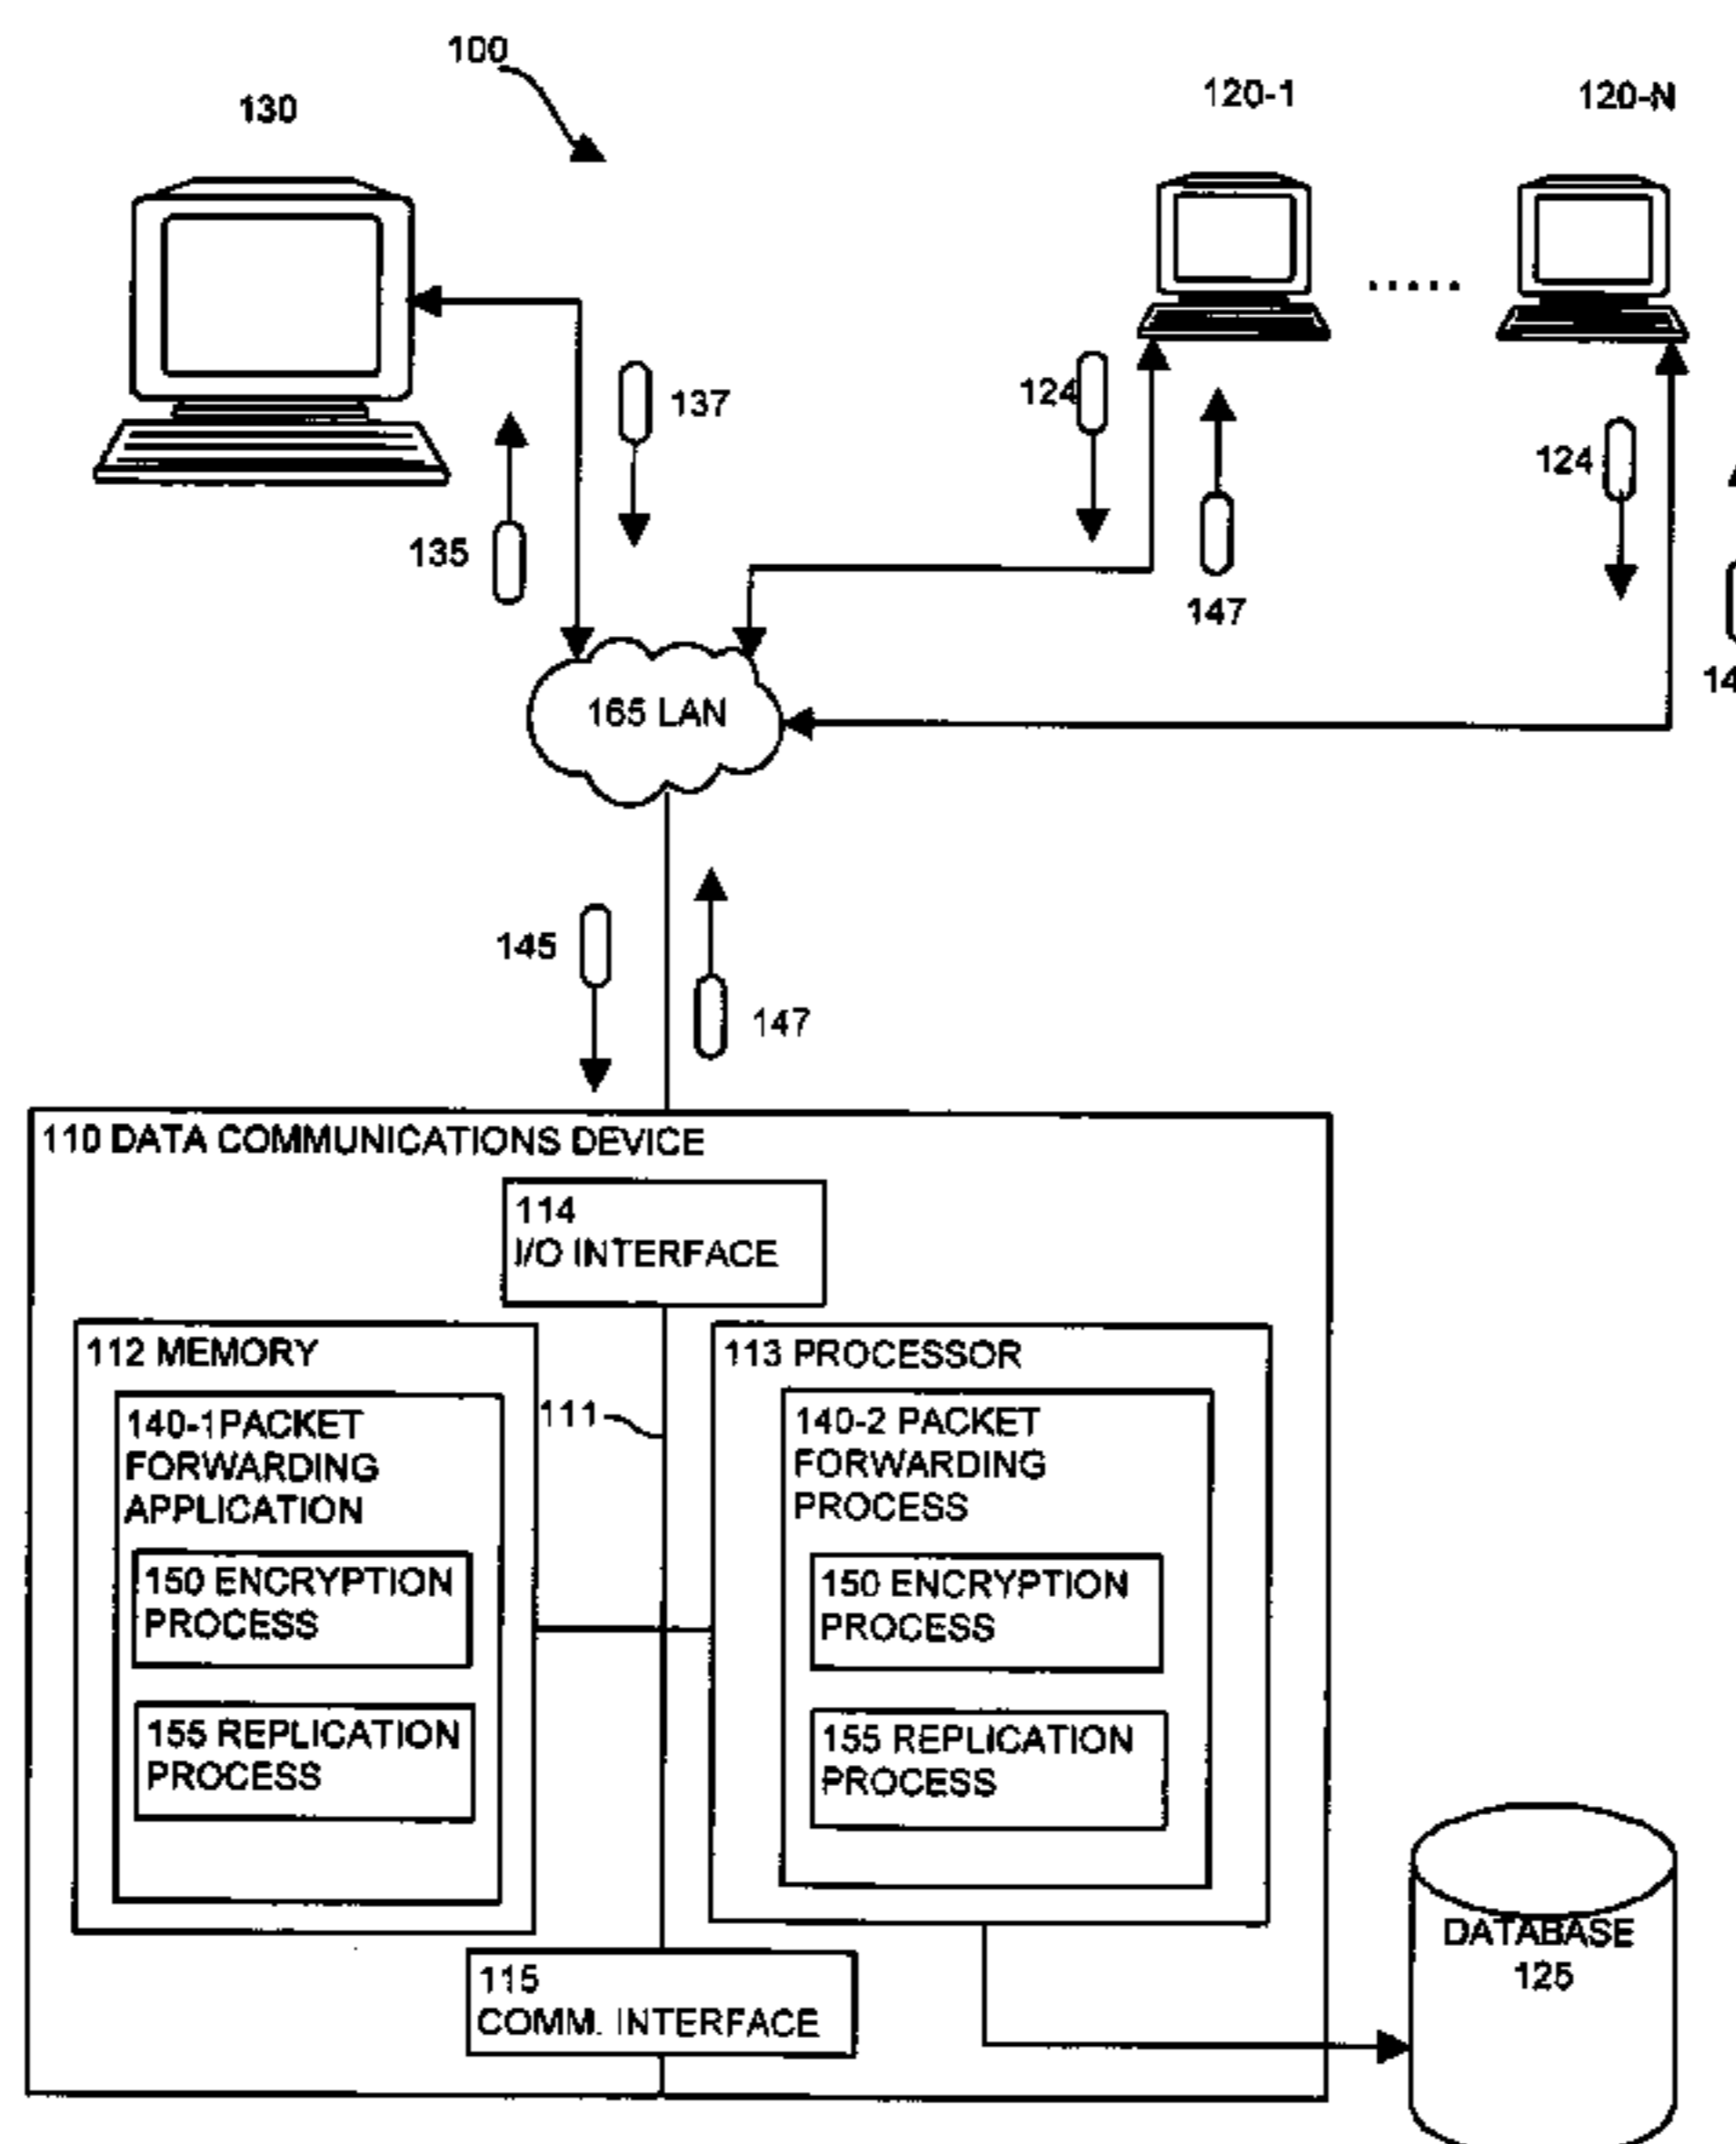 100
130
120-1
120-N
137
124
124
135
147
165 LAN
145
147
110 DATA COMMUNICATIONS DEVICE
114
I/O INTERFACE
112 MEMORY
113 PROCESSOR
140-1PACKET
FORWARDING
APPLICATION
111
140-2 PACKET
FORWARDING
PROCESS
150 ENCRYPTION
PROCESS
150 ENCRYPTION
PROCESS
155 REPLICATION
PROCESS
155 REPLICATION
PROCESS
DATABASE
125
115
COMM. INTERFACE